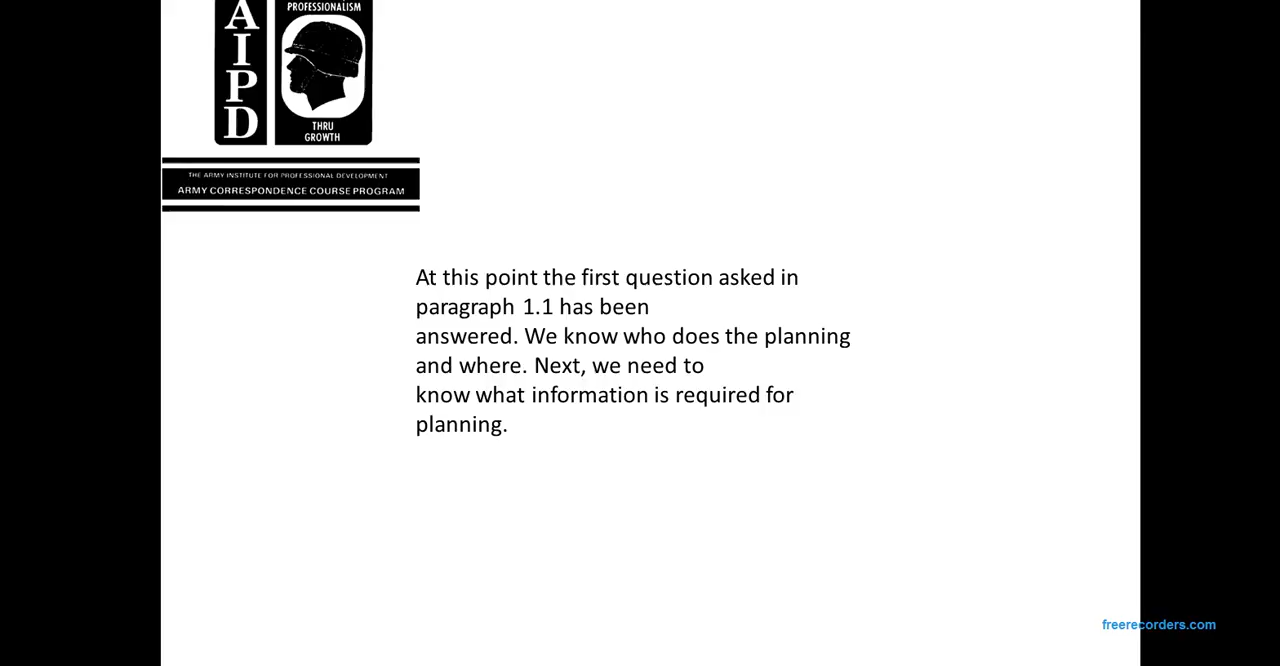 AIPD
PROFESSIONALISM
THRU
GROWTH
THE ARMY INSTITUTE FOR PROFESSIONAL DEVELOPMENT
ARMY CORRESPONDENCE COURSE PROGRAM
At this point the first question asked in
paragraph 1.1 has been
answered. We know who does the planning
and where. Next, we need to
know what information is required for
planning.
freerecorders.com